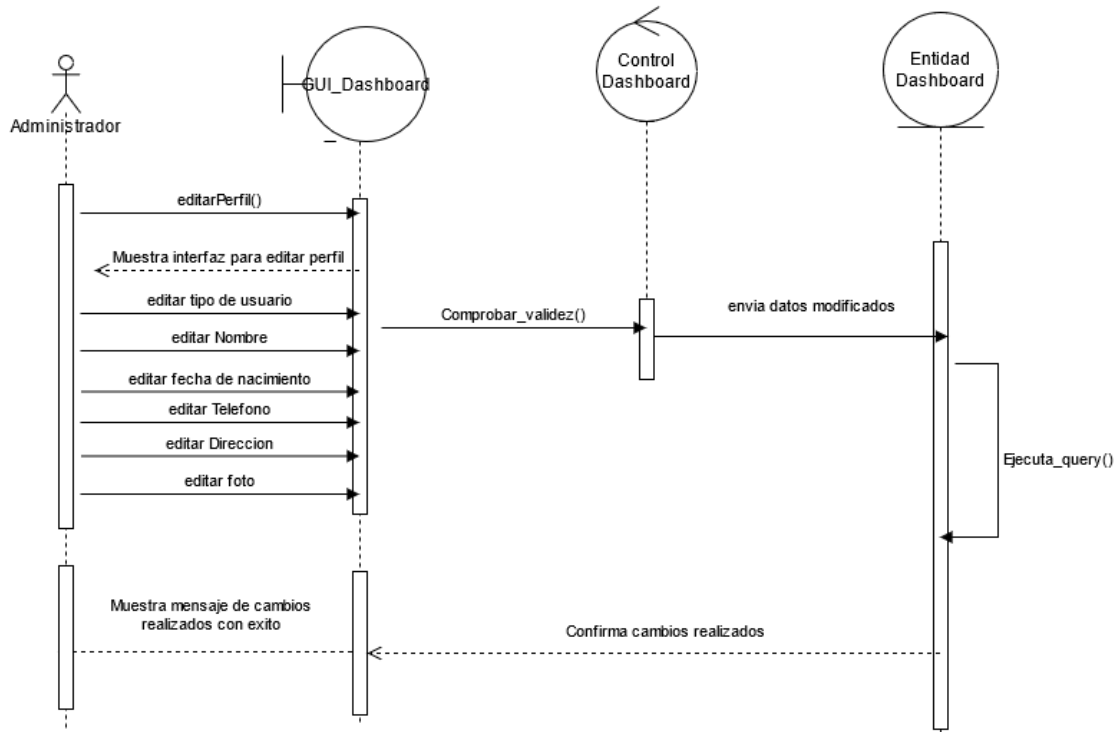 Administrador
GUI_Dashboard
Control
Dashboard
Entidad
Dashboard
editarPerfil()
Muestra interfaz para editar perfil
editar tipo de usuario
Comprobar_validez()
envia datos modificados
editar Nombre
editar fecha de nacimiento
editar Telefono
editar Direccion
Ejecuta_query()
editar foto
Muestra mensaje de cambios
realizados con exito
Confirma cambios realizados